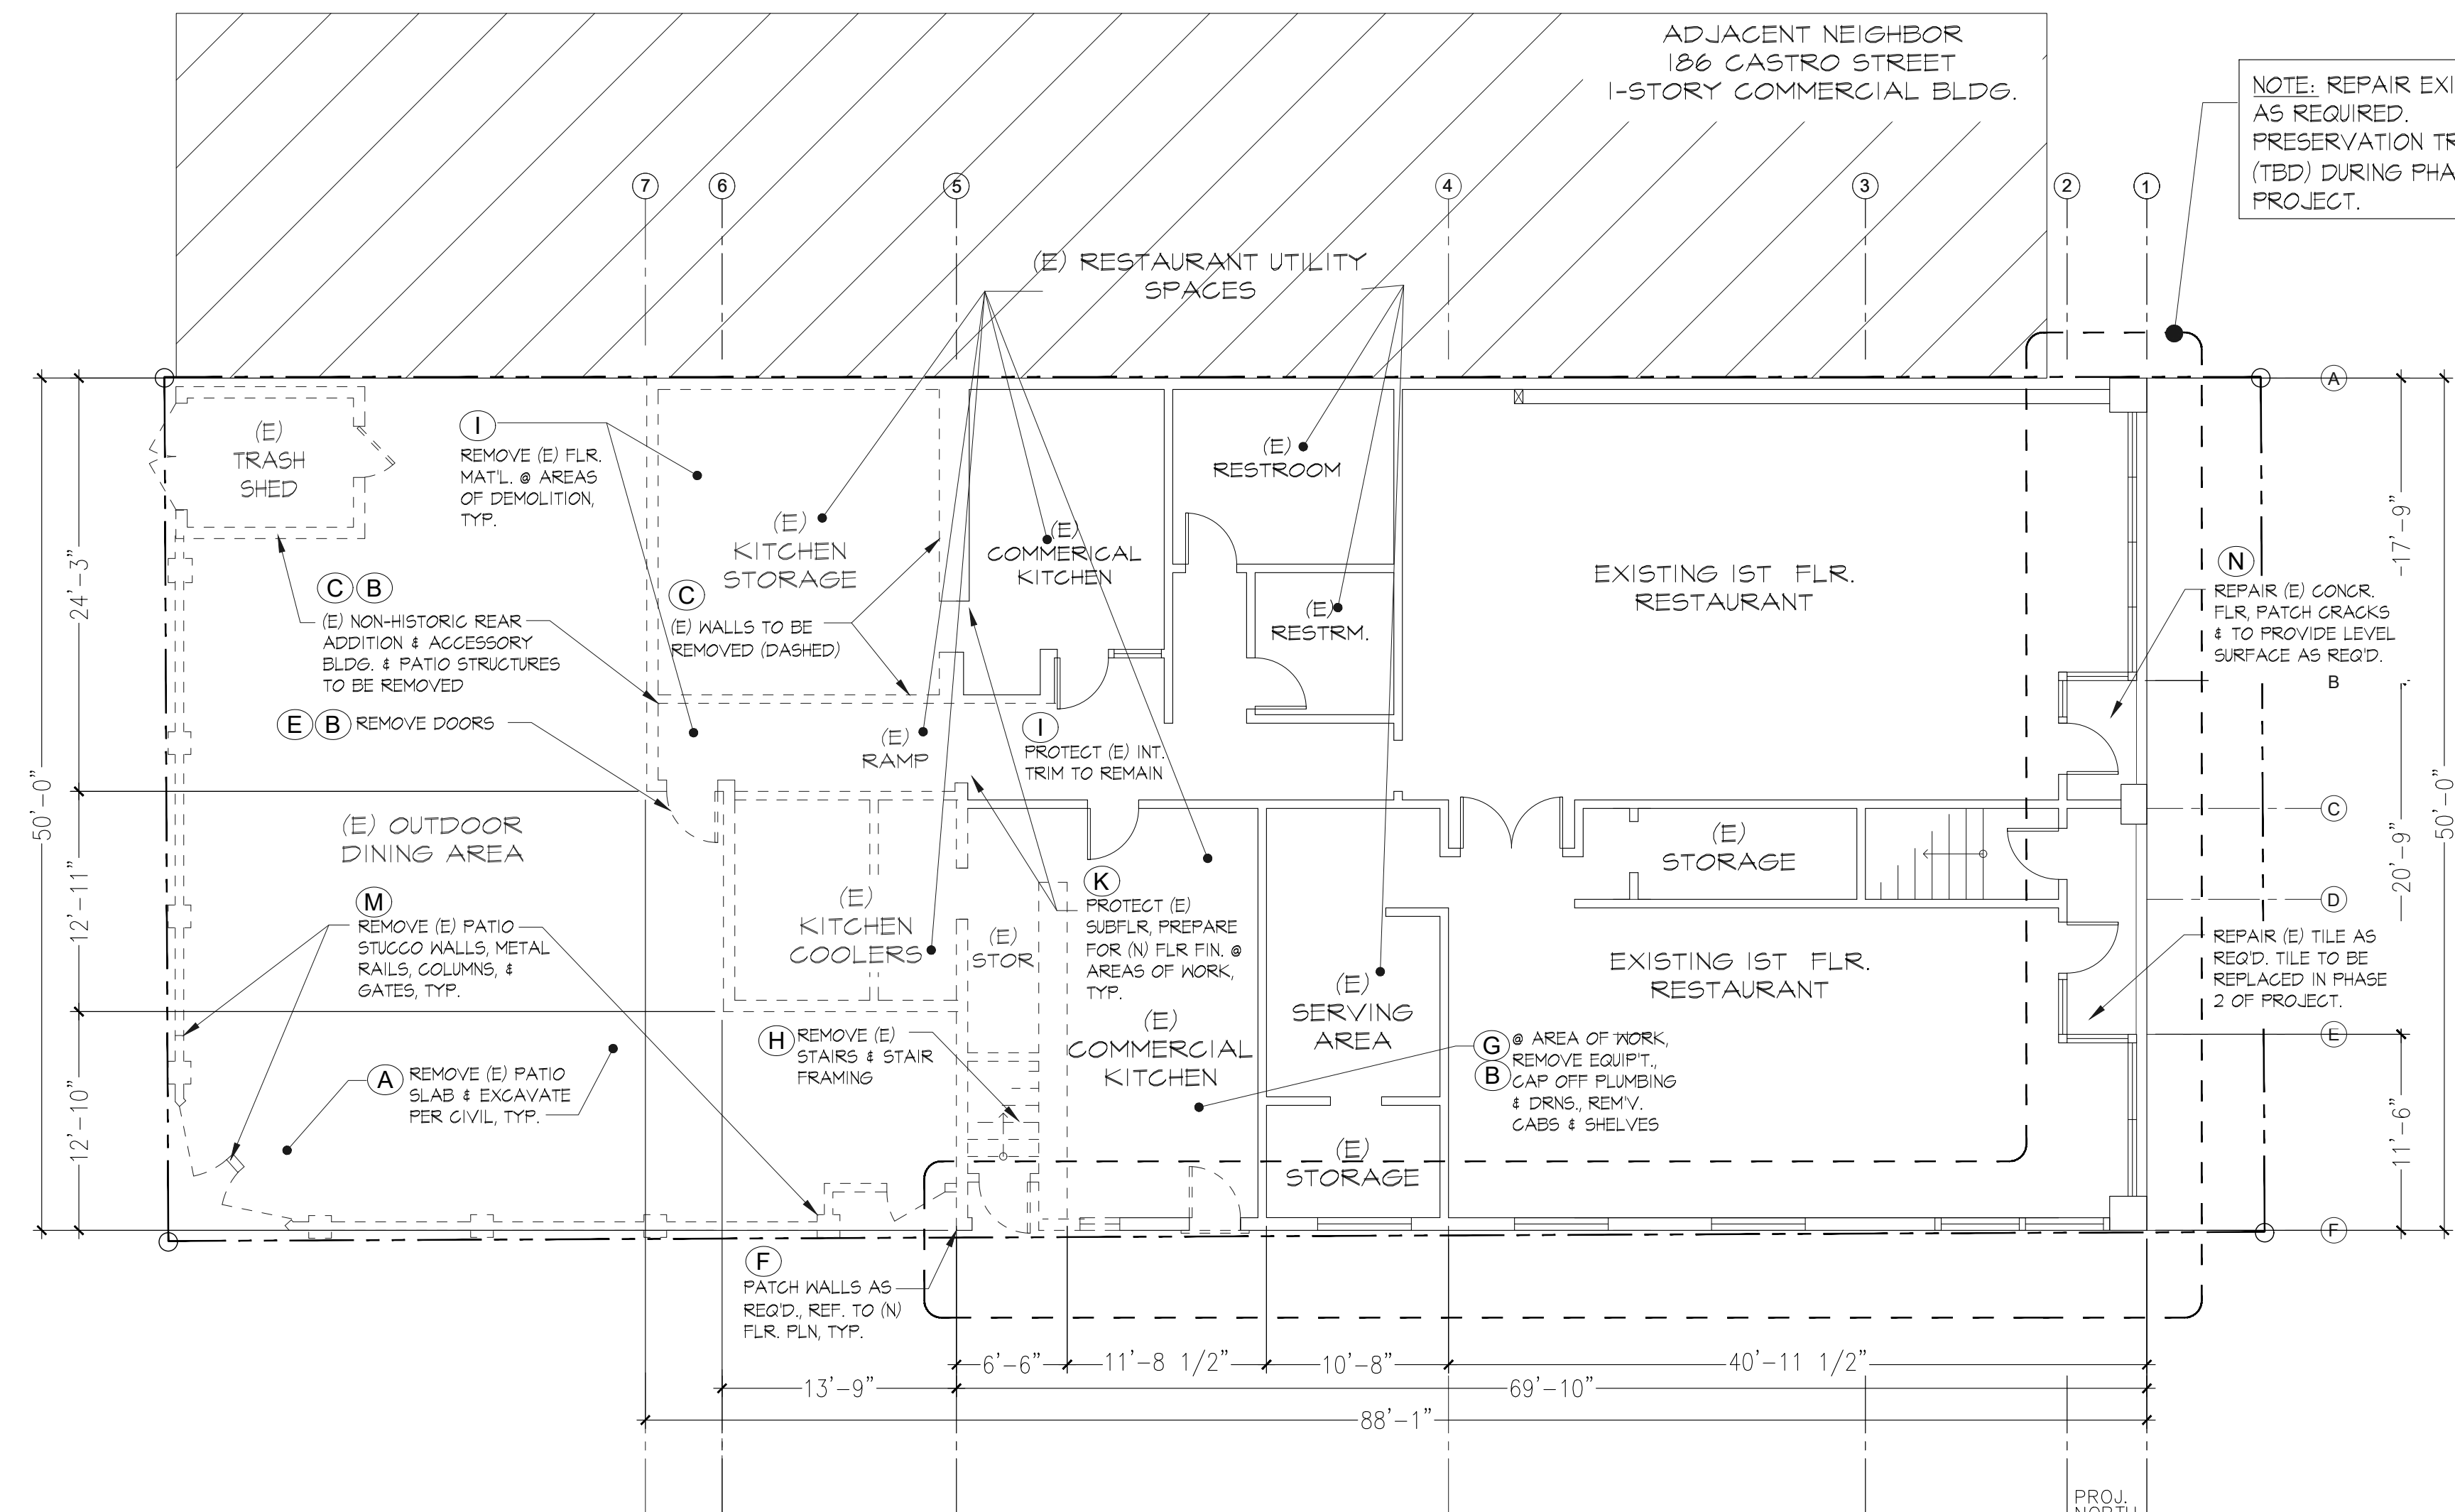 ADJACENT NEIGHBOR
186 CASTRO STREET
1-STORY COMMERCIAL BLDG.
NOTE: REPAIR EXI
AS REQUIRED.
PRESERVATION TR
(TBD) DURING PHA
PROJECT.
7
6
5
4
3
2
1
(E) RESTAURANT UTILITY
SPACES
A
(E)
TRASH
SHED
I
REMOVE (E) FLR.
MAT'L. @ AREAS
OF DEMOLITION,
TYP.
(E)
KITCHEN
STORAGE
(E)
COMMERICAL
KITCHEN
(E)
RESTROOM
(E)
RESTRM.
EXISTING 1ST FLR.
RESTAURANT
17'-9"
24'-3"
N
REPAIR (E) CONCR.
FLR, PATCH CRACKS
& TO PROVIDE LEVEL
SURFACE AS REQ'D.
B
C B
(E) NON-HISTORIC REAR
ADDITION & ACCESSORY
BLDG. & PATIO STRUCTURES
TO BE REMOVED
C
(E) WALLS TO BE
REMOVED (DASHED)
E B REMOVE DOORS
(E)
RAMP
I
PROTECT (E) INT.
TRIM TO REMAIN
50'-0"
50'-0"
C
(E) OUTDOOR
DINING AREA
(E)
STORAGE
20'-9"
12'-11"
M
REMOVE (E) PATIO
STUCCO WALLS, METAL
RAILS, COLUMNS, &
GATES, TYP.
(E)
KITCHEN
COOLERS
(E)
STOR
K
PROTECT (E)
SUBFLR, PREPARE
FOR (N) FLR FIN. @
AREAS OF WORK,
TYP.
D
REPAIR (E) TILE AS
REQ'D. TILE TO BE
REPLACED IN PHASE
2 OF PROJECT.
(E)
SERVING
AREA
EXISTING 1ST FLR.
RESTAURANT
E
H
REMOVE (E)
STAIRS & STAIR
FRAMING
(E)
COMMERCIAL
KITCHEN
G
B
@ AREA OF WORK,
REMOVE EQUIP'T.,
CAP OFF PLUMBING
& DRNS., REM'V.
CABS & SHELVES
A
REMOVE (E) PATIO
SLAB & EXCAVATE
PER CIVIL, TYP.
12'-10"
11'-6"
(E)
STORAGE
F
F
PATCH WALLS AS
REQ'D., REF. TO (N)
FLR. PLN, TYP.
6'-6"
11'-8 1/2"
10'-8"
40'-11 1/2"
13'-9"
69'-10"
88'-1"
PROJ.
NORTH